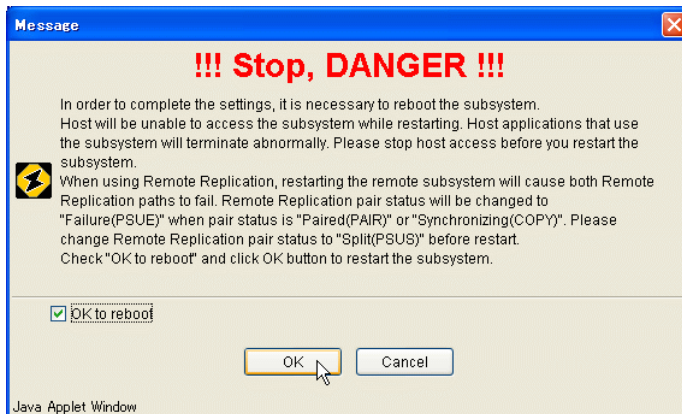 Message
!!! Stop, DANGER !!!
In order to complete the settings, it is necessary to reboot the subsystem.
Host will be unable to access the subsystem while restarting. Host applications that use
the subsystem will terminate abnormally. Please stop host access before you restart the
subsystem.
When using Remote Replication, restarting the remote subsystem will cause both Remote
Replication paths to fail. Remote Replication pair status will be changed to
"Failure(PSUE)" when pair status is "Paired(PAIR)" or "Synchronizing(COPY)". Please
change Remote Replication pair status to "Split(PSUS)" before restart.
Check "OK to reboot" and click OK button to restart the subsystem.
OK to reboot
OK Cancel
Java Applet Window